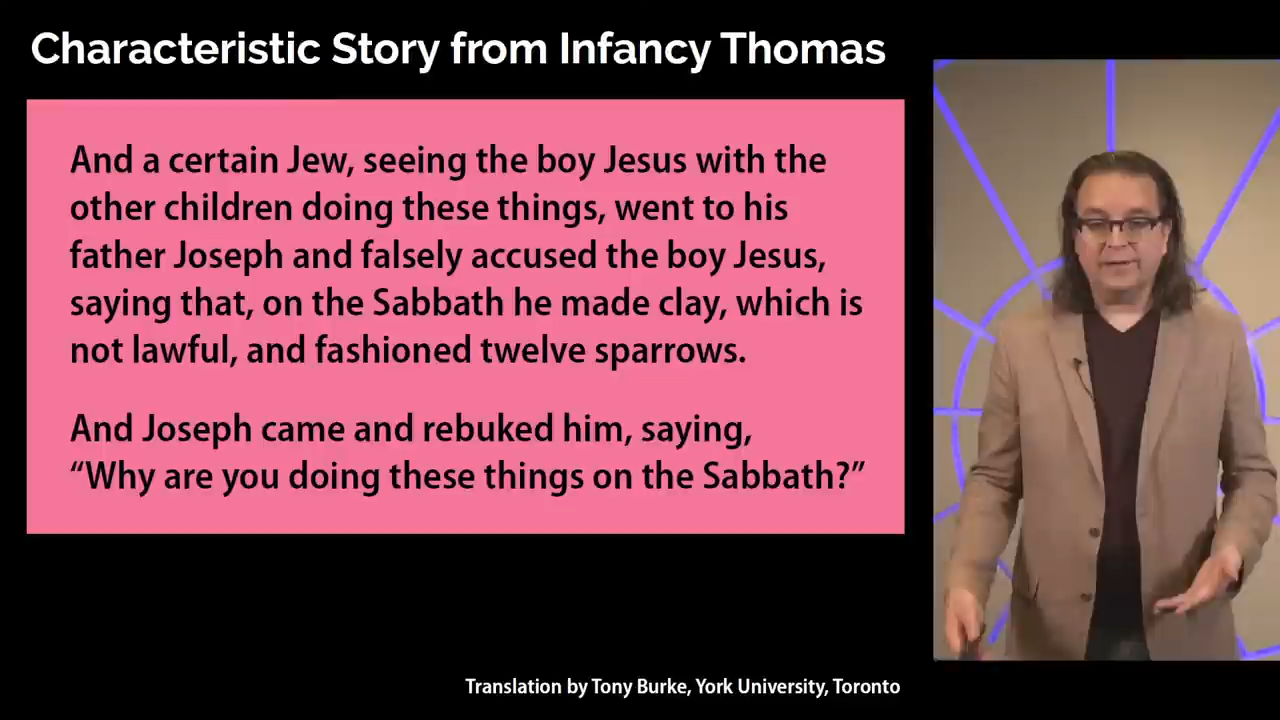 Characteristic Story from Infancy Thomas
And a certain Jew, seeing the boy Jesus with the
other children doing these things, went to his
father Joseph and falsely accused the boy Jesus,
saying that, on the Sabbath he made clay, which is
not lawful, and fashioned twelve sparrows.
And Joseph came and rebuked him, saying,
“Why are you doing these things on the Sabbath?”
Translation by Tony Burke, York University, Toronto